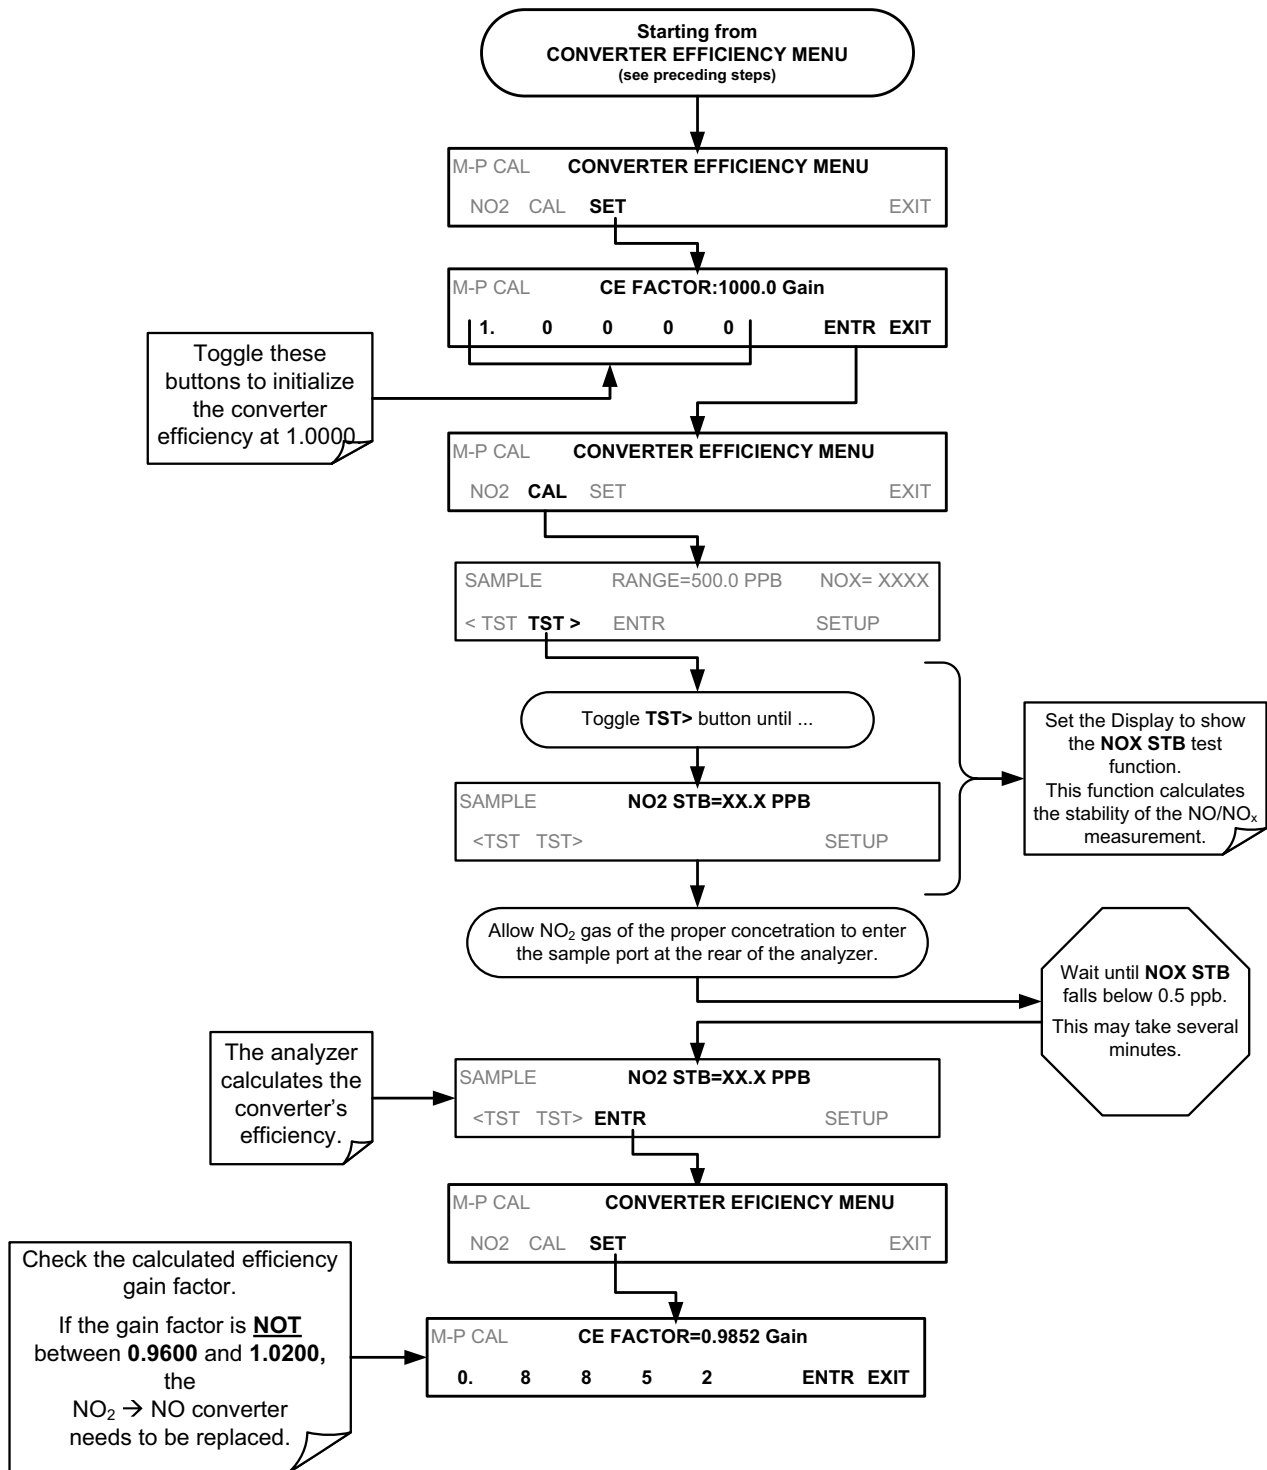 Starting from
CONVERTER EFFICIENCY MENU
(see preceding steps)
M-P CAL CONVERTER EFFICIENCY MENU
NO2 CAL SET EXIT
M-P CAL CE FACTOR:1000.0 Gain
1. 0 0 0 0 ENTR EXIT
Toggle these
buttons to initialize
the converter
efficiency at 1.0000.
M-P CAL CONVERTER EFFICIENCY MENU
NO2 CAL SET EXIT
SAMPLE RANGE=500.0 PPB NOX= XXXX
< TST TST > ENTR SETUP
Toggle TST> button until ...
SAMPLE NO2 STB=XX.X PPB
<TST TST> SETUP
Set the Display to show
the NOX STB test
function.
This function calculates
the stability of the NO/NOₓ
measurement.
Allow NO₂ gas of the proper concetration to enter
the sample port at the rear of the analyzer.
Wait until NOX STB
falls below 0.5 ppb.
This may take several
minutes.
The analyzer
calculates the
converter's
efficiency.
SAMPLE NO2 STB=XX.X PPB
<TST TST> ENTR SETUP
M-P CAL CONVERTER EFICIENCY MENU
NO2 CAL SET EXIT
Check the calculated efficiency
gain factor.
If the gain factor is NOT
between 0.9600 and 1.0200,
the
NO₂ → NO converter
needs to be replaced.
M-P CAL CE FACTOR=0.9852 Gain
0. 8 8 5 2 ENTR EXIT